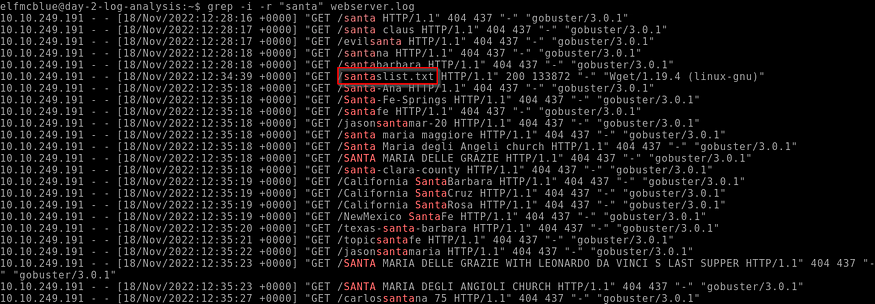 elfmcblue@day-2-log-analysis:~$ grep -i -r "santa" webserver.log
10.10.249.191 - - [18/Nov/2022:12:28:16 +0000] "GET /santa HTTP/1.1" 404 437 "-" "gobuster/3.0.1"
10.10.249.191 - - [18/Nov/2022:12:28:17 +0000] "GET /santa claus HTTP/1.1" 404 437 "-" "gobuster/3.0.1"
10.10.249.191 - - [18/Nov/2022:12:28:17 +0000] "GET /evilsanta HTTP/1.1" 404 437 "-" "gobuster/3.0.1"
10.10.249.191 - - [18/Nov/2022:12:28:18 +0000] "GET /santana HTTP/1.1" 404 437 "-" "gobuster/3.0.1"
10.10.249.191 - - [18/Nov/2022:12:28:18 +0000] "GET /santabarbara HTTP/1.1" 404 437 "-" "gobuster/3.0.1"
10.10.249.191 - - [18/Nov/2022:12:34:39 +0000] "GET /santaslist.txt HTTP/1.1" 200 133872 "-" "Wget/1.19.4 (linux-gnu)"
10.10.249.191 - - [18/Nov/2022:12:35:18 +0000] "GET /Santa-Ana HTTP/1.1" 404 437 "-" "gobuster/3.0.1"
10.10.249.191 - - [18/Nov/2022:12:35:18 +0000] "GET /Santa-Fe-Springs HTTP/1.1" 404 437 "-" "gobuster/3.0.1"
10.10.249.191 - - [18/Nov/2022:12:35:18 +0000] "GET /santafe HTTP/1.1" 404 437 "-" "gobuster/3.0.1"
10.10.249.191 - - [18/Nov/2022:12:35:18 +0000] "GET /jasonsantamar-20 HTTP/1.1" 404 437 "-" "gobuster/3.0.1"
10.10.249.191 - - [18/Nov/2022:12:35:18 +0000] "GET /santa maria maggiore HTTP/1.1" 404 437 "-" "gobuster/3.0.1"
10.10.249.191 - - [18/Nov/2022:12:35:18 +0000] "GET /Santa Maria degli Angeli church HTTP/1.1" 404 437 "-" "gobuster/3.0.1"
10.10.249.191 - - [18/Nov/2022:12:35:18 +0000] "GET /SANTA MARIA DELLE GRAZIE HTTP/1.1" 404 437 "-" "gobuster/3.0.1"
10.10.249.191 - - [18/Nov/2022:12:35:18 +0000] "GET /santa-clara-county HTTP/1.1" 404 437 "-" "gobuster/3.0.1"
10.10.249.191 - - [18/Nov/2022:12:35:19 +0000] "GET /California SantaBarbara HTTP/1.1" 404 437 "-" "gobuster/3.0.1"
10.10.249.191 - - [18/Nov/2022:12:35:19 +0000] "GET /California SantaCruz HTTP/1.1" 404 437 "-" "gobuster/3.0.1"
10.10.249.191 - - [18/Nov/2022:12:35:19 +0000] "GET /California SantaRosa HTTP/1.1" 404 437 "-" "gobuster/3.0.1"
10.10.249.191 - - [18/Nov/2022:12:35:19 +0000] "GET /NewMexico SantaFe HTTP/1.1" 404 437 "-" "gobuster/3.0.1"
10.10.249.191 - - [18/Nov/2022:12:35:20 +0000] "GET /texas-santa-barbara HTTP/1.1" 404 437 "-" "gobuster/3.0.1"
10.10.249.191 - - [18/Nov/2022:12:35:21 +0000] "GET /topicsantafe HTTP/1.1" 404 437 "-" "gobuster/3.0.1"
10.10.249.191 - - [18/Nov/2022:12:35:22 +0000] "GET /jasonsantamaria HTTP/1.1" 404 437 "-" "gobuster/3.0.1"
10.10.249.191 - - [18/Nov/2022:12:35:23 +0000] "GET /SANTA MARIA DELLE GRAZIE WITH LEONARDO DA VINCI S LAST SUPPER HTTP/1.1" 404 437 "-
" "gobuster/3.0.1"
10.10.249.191 - - [18/Nov/2022:12:35:23 +0000] "GET /SANTA MARIA DEGLI ANGIOLI CHURCH HTTP/1.1" 404 437 "-" "gobuster/3.0.1"
10.10.249.191 - - [18/Nov/2022:12:35:27 +0000] "GET /carlossantana 75 HTTP/1.1" 404 437 "-" "gobuster/3.0.1"